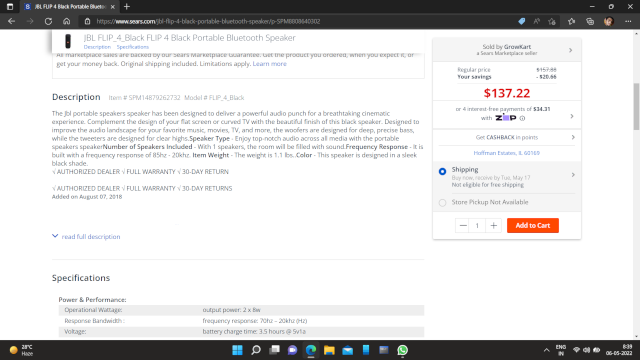 JBL FLIP_4_Black FLIP 4 Black Portable Bluetoo
https://www.sears.com/jbl-flip-4-black-portable-bluetooth-speaker/p-SPM8808640302
JBL FLIP_4_Black FLIP 4 Black Portable Bluetooth Speaker
Description Specifications
All marketplace sales are backed by our Sears Marketplace Guarantee. Get the product you ordered, when you expect it, or
get your money back. Original shipping included. Limitations apply. Learn more
Description Item # SPM14879262732 Model # FLIP_4_Black
The Jbl portable speakers speaker has been designed to deliver a powerful audio punch for a breathtaking cinematic
experience. Complement the design of your flat screen or curved TV with the beautiful finish of this black speaker. Designed to
improve the audio landscape for your favorite music, movies, TV, and more, the woofers are designed for deep, precise bass,
while the tweeters are designed for clear highs.Speaker Type - Enjoy top-notch audio across all media with the portable
speakers speakerNumber of Speakers Included - With 1 speakers, the room will be filled with sound.Frequency Response - It is
built with a frequency response of 85hz - 20khz. Item Weight - The weight is 1.1 lbs..Color - This speaker is designed in a sleek
black shade.
√ AUTHORIZED DEALER √ FULL WARRANTY √ 30-DAY RETURN
√ AUTHORIZED DEALER √ FULL WARRANTY √ 30-DAY RETURNS
Added on August 07, 2018
read full description
Specifications
Power & Performance:
Operational Wattage: output power: 2 x 8w
Response Bandwidth : frequency response: 70hz – 20khz (Hz)
Voltage: battery charge time: 3.5 hours @ 5v1a
Sold by GrowKart
a Sears Marketplace seller
Regular price $157.88
Your savings - $20.66
$137.22
or 4 interest-free payments of $34.31
with ZIP
Get CASHBACK in points
Hoffman Estates, IL 60169
Shipping
Buy now, receive by Tue, May 17
Not eligible for free shipping
Store Pickup Not Available
1
Add to Cart
28°C
Haze
ENG
IN
8:39
06-05-2022